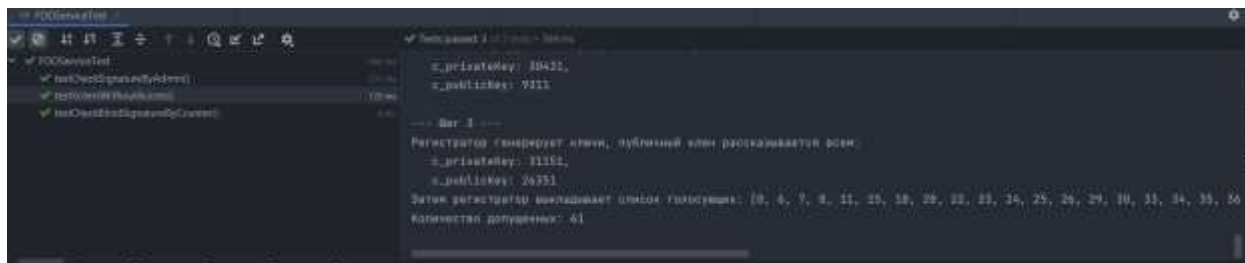 FOOServiceTest
Tests passed: 3
FOOServiceTest
testCheckSignatureByAdmin()
testCheckBlindSignatureByCounter()
c_privateKey: 30431,
c_publicKey: 9311
--- Шаг 3 ---
Регистратор генерирует ключи, публичный ключ рассказывается всем:
c_privateKey: 31151,
c_publicKey: 26351
Затем регистратор выкладывает список голосующих: [0, 6, 7, 8, 11, 15, 18, 20, 22, 23, 24, 25, 26, 29, 30, 33, 34, 35, 36
Количество допущенных: 61